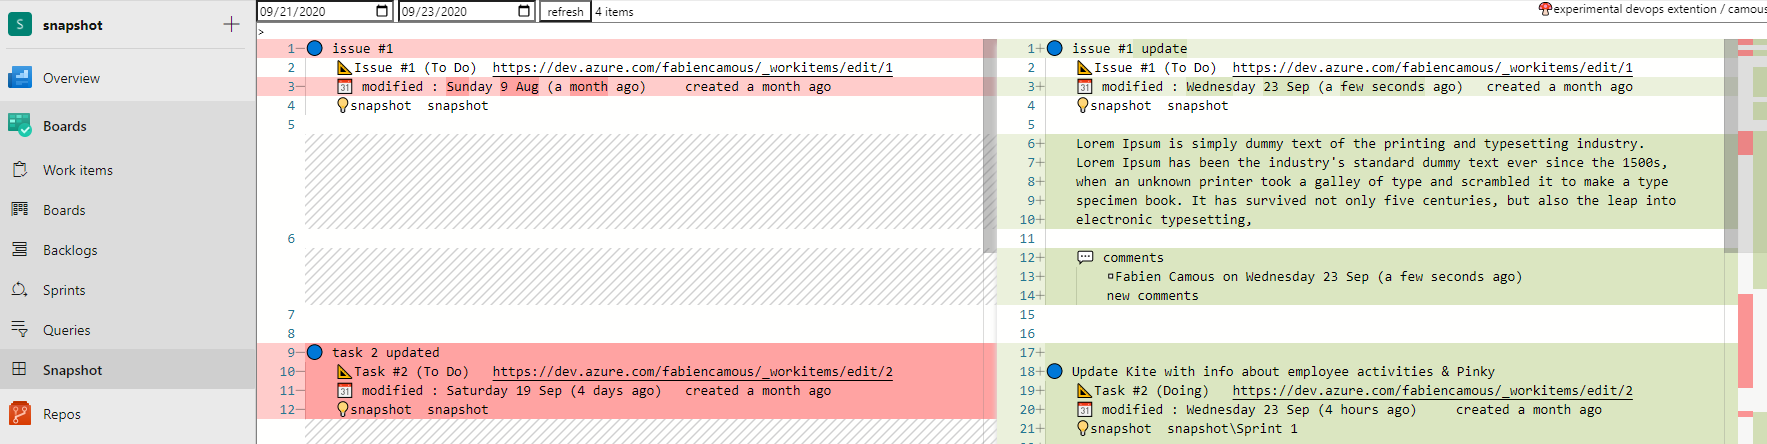 S snapshot
Overview
Boards
Work items
Boards
Backlogs
Sprints
Queries
Snapshot
Repos
09/21/2020 09/23/2020 refresh 4 items
experimental devops extention / camous
>
1 issue #1
2 Issue #1 (To Do) https://dev.azure.com/fabiencamous/_workitems/edit/1
3 modified : Sunday 9 Aug (a month ago) created a month ago
4 snapshot snapshot
5
6
7
8
9 task 2 updated
10 Task #2 (To Do) https://dev.azure.com/fabiencamous/_workitems/edit/2
11 modified : Saturday 19 Sep (4 days ago) created a month ago
12 snapshot snapshot
1+ issue #1 update
2 Issue #1 (To Do) https://dev.azure.com/fabiencamous/_workitems/edit/1
3+ modified : Wednesday 23 Sep (a few seconds ago) created a month ago
4 snapshot snapshot
5
6+ Lorem Ipsum is simply dummy text of the printing and typesetting industry.
7+ Lorem Ipsum has been the industry's standard dummy text ever since the 1500s,
8+ when an unknown printer took a galley of type and scrambled it to make a type
9+ specimen book. It has survived not only five centuries, but also the leap into
10+ electronic typesetting,
11
12+ comments
13+ Fabien Camous on Wednesday 23 Sep (a few seconds ago)
14+ new comments
15
16
17+
18+ Update Kite with info about employee activities & Pinky
19+ Task #2 (Doing) https://dev.azure.com/fabiencamous/_workitems/edit/2
20+ modified : Wednesday 23 Sep (4 hours ago) created a month ago
21+ snapshot snapshot\Sprint 1